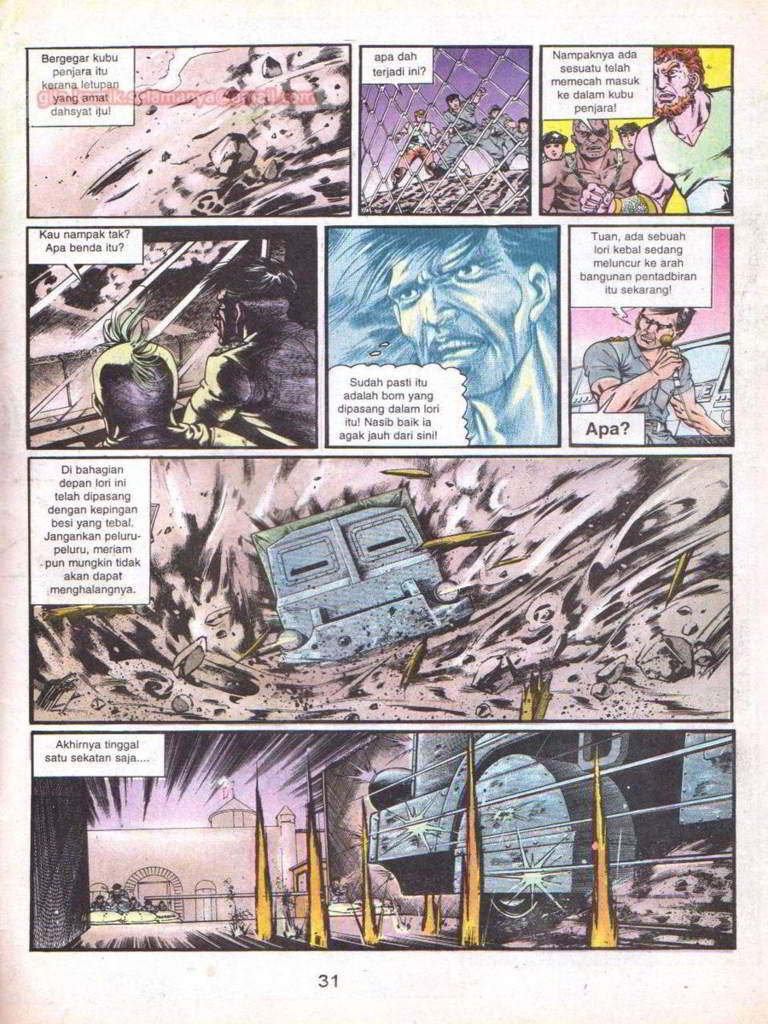 Bergegar kubu
penjara itu
kerana letupan
yang amat
dahsyat itu!
apa dah
terjadi ini?
Nampaknya ada
sesuatu telah
memecah masuk
ke dalam kubu
penjara!
Kau nampak tak?
Apa benda itu?
Sudah pasti itu
adalah bom yang
dipasang dalam lori
itu! Nasib baik ia
agak jauh dari sini!
Tuan, ada sebuah
lori kebal sedang
meluncur ke arah
bangunan pentadbiran
itu sekarang!
Apa?
Di bahagian
depan lori ini
telah dipasang
dengan kepingan
besi yang tebal.
Jangankan peluru-
peluru, meriam
pun mungkin tidak
akan dapat
menghalangnya.
Akhirnya tinggal
satu sekatan saja....
31